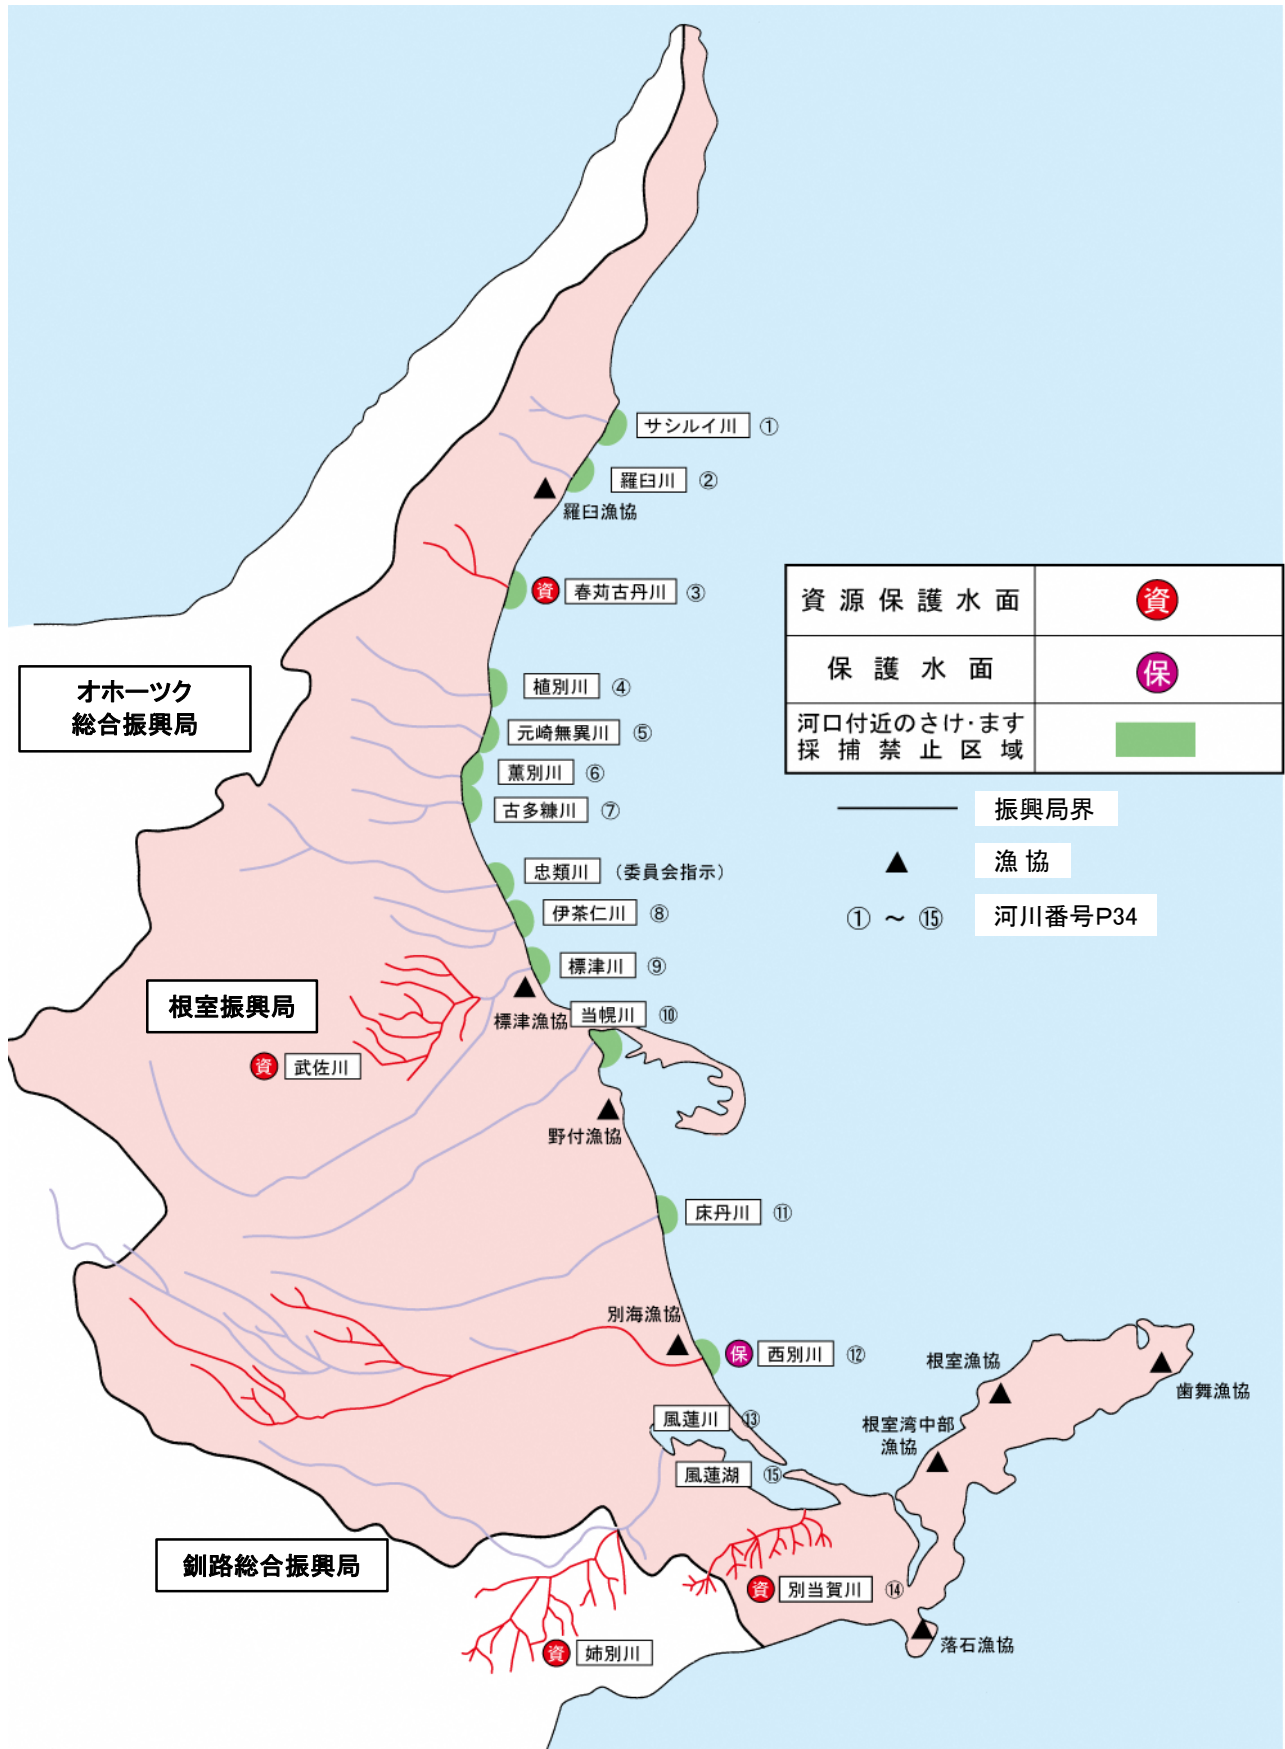 サシルイ川 ①
羅臼川 ②
羅臼漁協
資 春苅古丹川 ③
資源保護水面 資
保護水面 保
河口付近のさけ・ます
採捕禁止区域
振興局界
漁協
① ～ ⑮ 河川番号P34
オホーツク
総合振興局
植別川 ④
元崎無異川 ⑤
薫別川 ⑥
古多糠川 ⑦
忠類川 (委員会指示)
伊茶仁川 ⑧
標津川 ⑨
根室振興局
標津漁協
当幌川 ⑩
資 武佐川
野付漁協
床丹川 ⑪
別海漁協
保 西別川 ⑫
根室漁協
歯舞漁協
風蓮川 ⑬
根室湾中部
漁協
風蓮湖 ⑮
釧路総合振興局
資 別当賀川 ⑭
落石漁協
資 姉別川